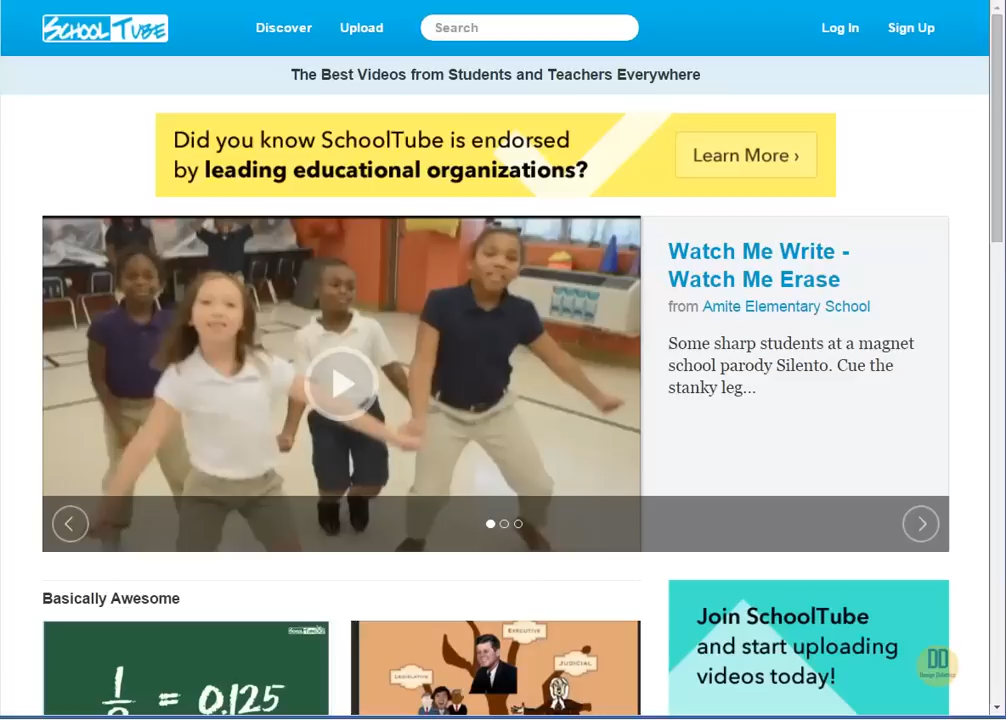 SCHOOLTUBE
Discover
Upload
Search
Log In
Sign Up
The Best Videos from Students and Teachers Everywhere
Did you know SchoolTube is endorsed
by leading educational organizations?
Learn More ›
Watch Me Write -
Watch Me Erase
from Amite Elementary School
Some sharp students at a magnet
school parody Silento. Cue the
stanky leg...
Basically Awesome
SCHOOLTUBE
= 0.125
EXECUTIVE
LEGISLATIVE
JUDICIAL
Join SchoolTube
and start uploading
videos today!
DD